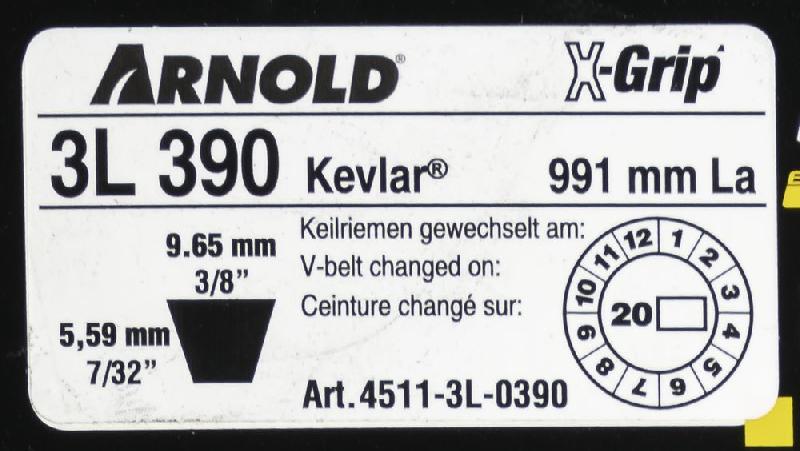 ARNOLD® X-Grip
3L 390 Kevlar® 991 mm La
9.65 mm
3/8"
5,59 mm
7/32"
Keilriemen gewechselt am:
V-belt changed on:
Ceinture changé sur:
1 2 3 4 5 6 7 8 9 10 11 12
20
Art.4511-3L-0390